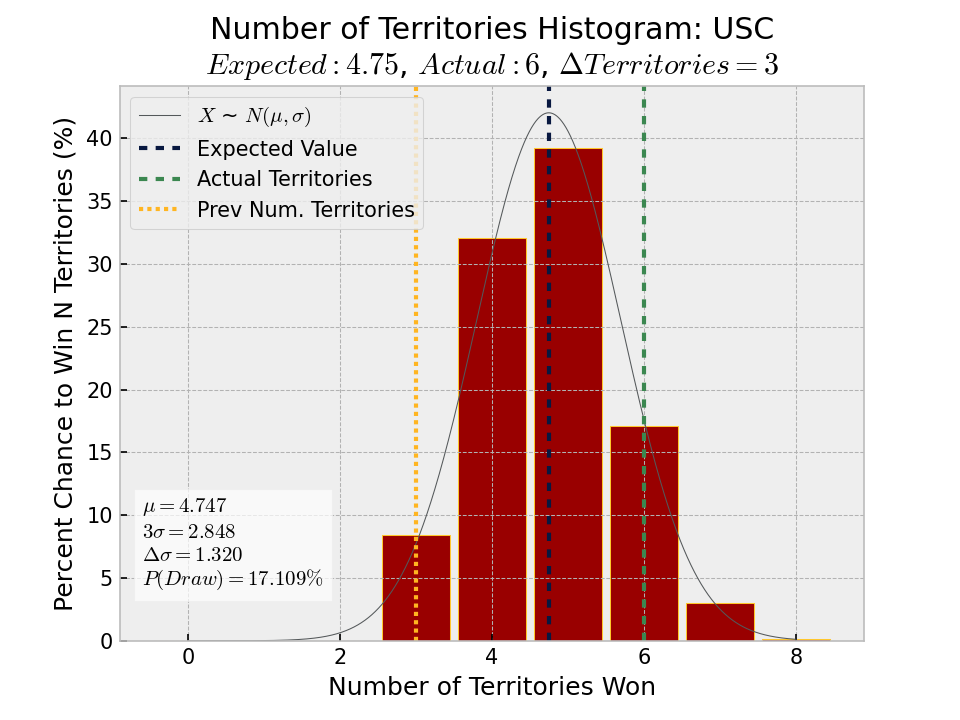 Number of Territories Histogram: USC
Expected : 4.75, Actual : 6, ΔTerritories = 3
X ~ N(μ, σ)
Expected Value
Actual Territories
Prev Num. Territories
Percent Chance to Win N Territories (%)
40
35
30
25
20
15
10
5
0
μ = 4.747
3σ = 2.848
Δσ = 1.320
P(Draw) = 17.109%
0 2 4 6 8
Number of Territories Won